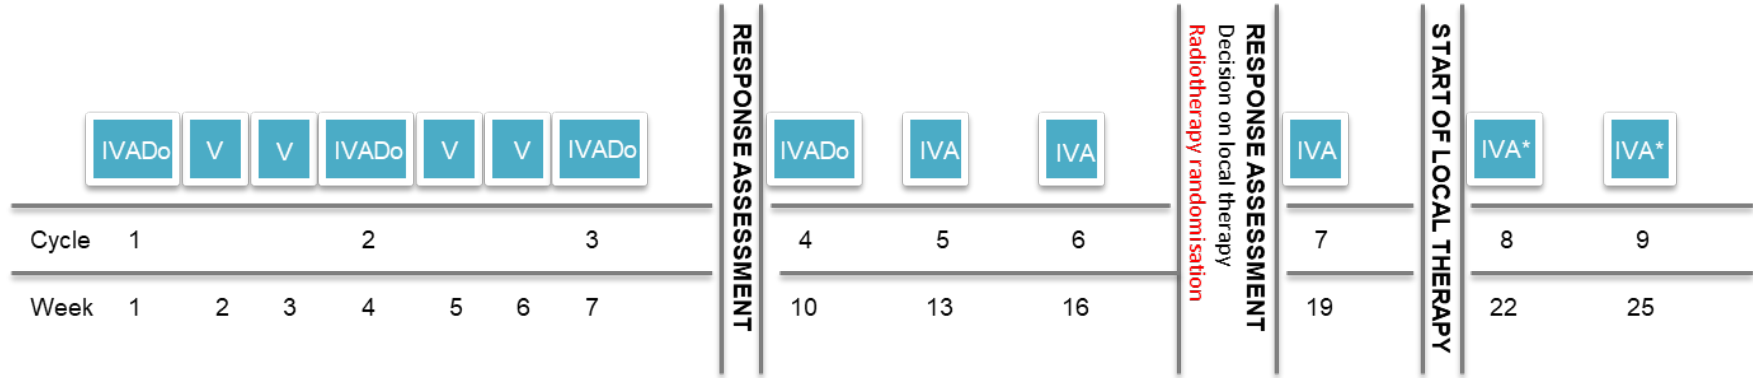 IVADo V V IVADo V V IVADo
RESPONSE ASSESSMENT
IVADo IVA IVA
Radiotherapy randomisation
Decision on local therapy
RESPONSE ASSESSMENT
IVA
START OF LOCAL THERAPY
IVA* IVA*
Cycle 1 2 3 4 5 6 7 8 9
Week 1 2 3 4 5 6 7 10 13 16 19 22 25